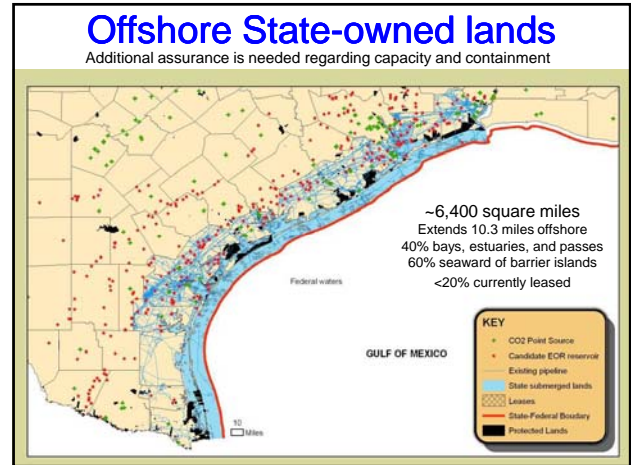 Offshore State-owned lands
Additional assurance is needed regarding capacity and containment
~6,400 square miles
Extends 10.3 miles offshore
40% bays, estuaries, and passes
60% seaward of barrier islands
<20% currently leased
Federal waters
GULF OF MEXICO
KEY
CO2 Point Source
Candidate EOR reservoir
Existing pipeline
State submerged lands
Leases
State-Federal Boudary
Protected Lands
10
Miles